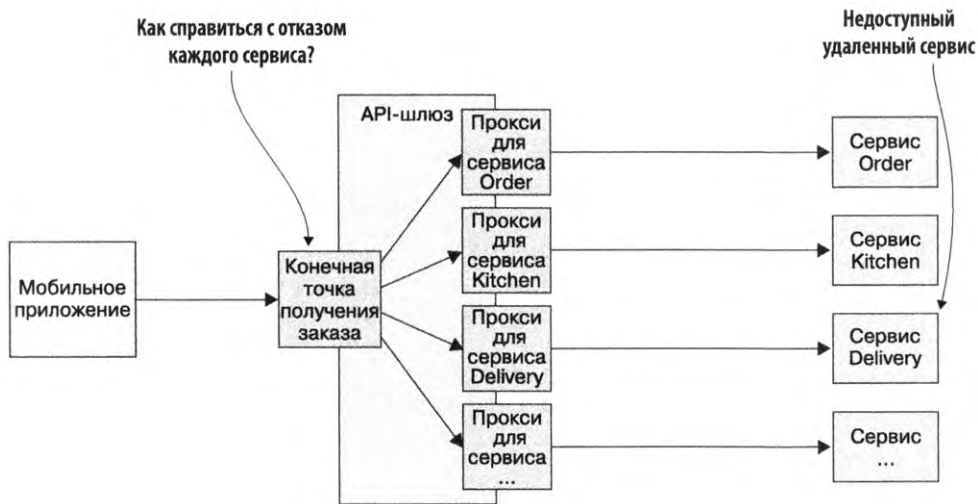 Как справиться с отказом
каждого сервиса?
Недоступный
удаленный сервис
API-шлюз
Прокси
для
сервиса
Order
Сервис
Order
Мобильное
приложение
Конечная
точка
получения
заказа
Прокси
для
сервиса
Kitchen
Сервис
Kitchen
Прокси
для
сервиса
Delivery
Сервис
Delivery
Прокси
для
сервиса
...
Сервис
...